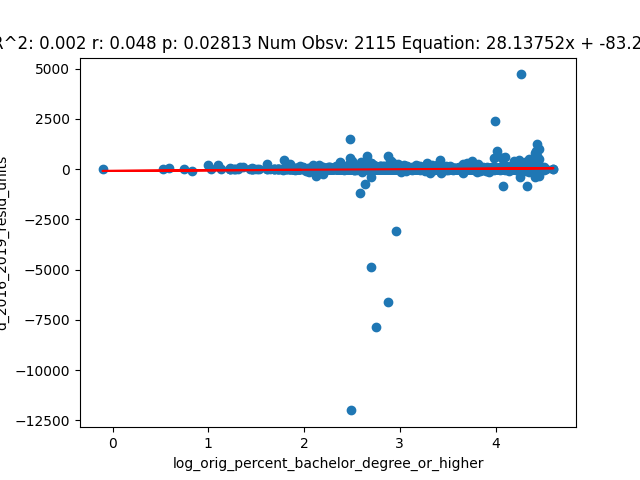 R^2: 0.002 r: 0.048 p: 0.02813 Num Obsv: 2115 Equation: 28.13752x + -83.2
5000
2500
0
−2500
−5000
−7500
−10000
−12500
d_2016_2019_resid_units
0 1 2 3 4
log_orig_percent_bachelor_degree_or_higher